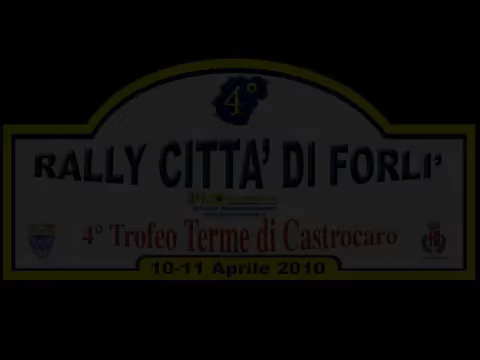 4°
RALLY CITTA' DI FORLI'
4° Trofeo Terme di Castrocaro
10-11 Aprile 2010